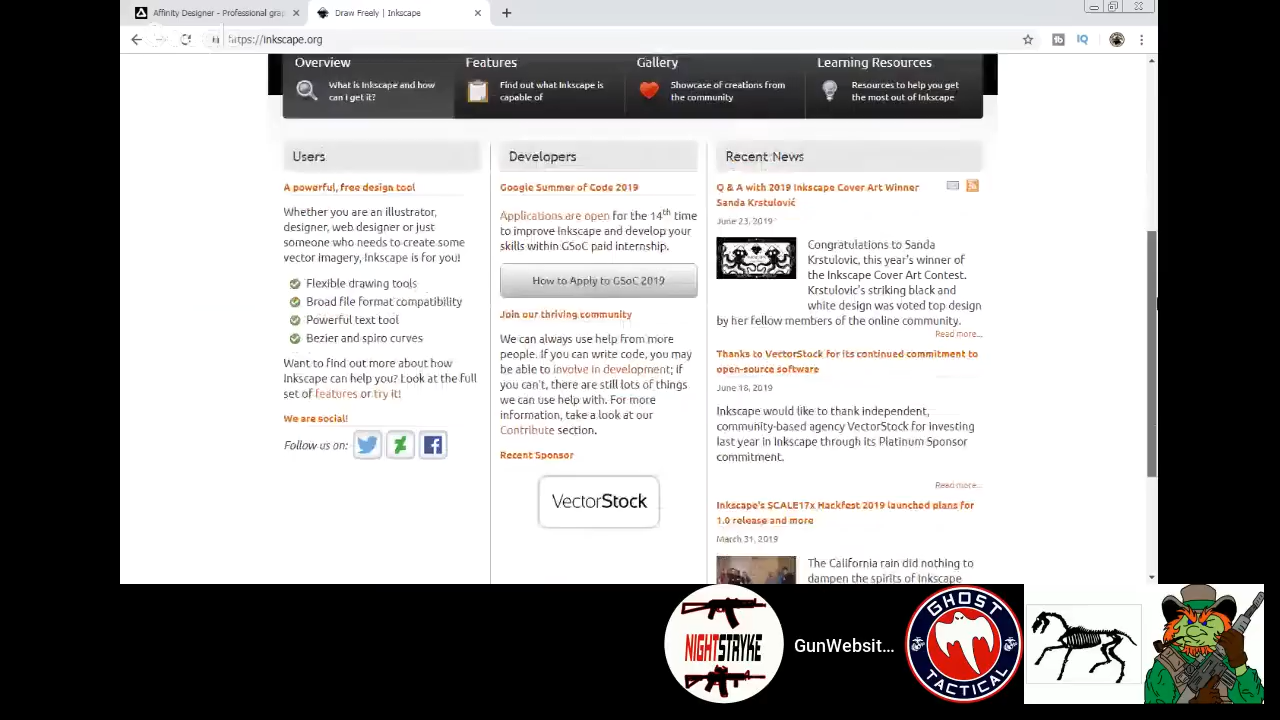 Affinity Designer - Professional grap
Draw Freely | Inkscape
https://inkscape.org
tb
IQ
Overview
What is Inkscape and how
can I get it?
Features
Find out what Inkscape is
capable of
Gallery
Showcase of creations from
the community
Learning Resources
Resources to help you get
the most out of Inkscape
Users
A powerful, free design tool
Whether you are an illustrator,
designer, web designer or just
someone who needs to create some
vector imagery, Inkscape is for you!
Flexible drawing tools
Broad file format compatibility
Powerful text tool
Bezier and spiro curves
Want to find out more about how
Inkscape can help you? Look at the full
set of features or try it!
We are social!
Follow us on:
Developers
Google Summer of Code 2019
Applications are open for the 14th time
to improve Inkscape and develop your
skills within GSoC paid internship.
How to Apply to GSoC 2019
Join our thriving community
We can always use help from more
people. If you can write code, you may
be able to involve in development; if
you can't, there are still lots of things
we can use help with. For more
information, take a look at our
Contribute section.
Recent Sponsor
VectorStock
Recent News
Q & A with 2019 Inkscape Cover Art Winner
Sanda Krstulović
June 23, 2019
Congratulations to Sanda
Krstulovic, this year's winner of
the Inkscape Cover Art Contest.
Krstulovic's striking black and
white design was voted top design
by her fellow members of the online community.
Read more...
Thanks to VectorStock for its continued commitment to
open-source software
June 18, 2019
Inkscape would like to thank independent,
community-based agency VectorStock for investing
last year in Inkscape through its Platinum Sponsor
commitment.
Read more...
Inkscape's SCALE17x Hackfest 2019 launched plans for
1.0 release and more
March 31, 2019
The California rain did nothing to
dampen the spirits of Inkscape
NIGHTSTRYKE
GunWebsit...
GHOST
TACTICAL